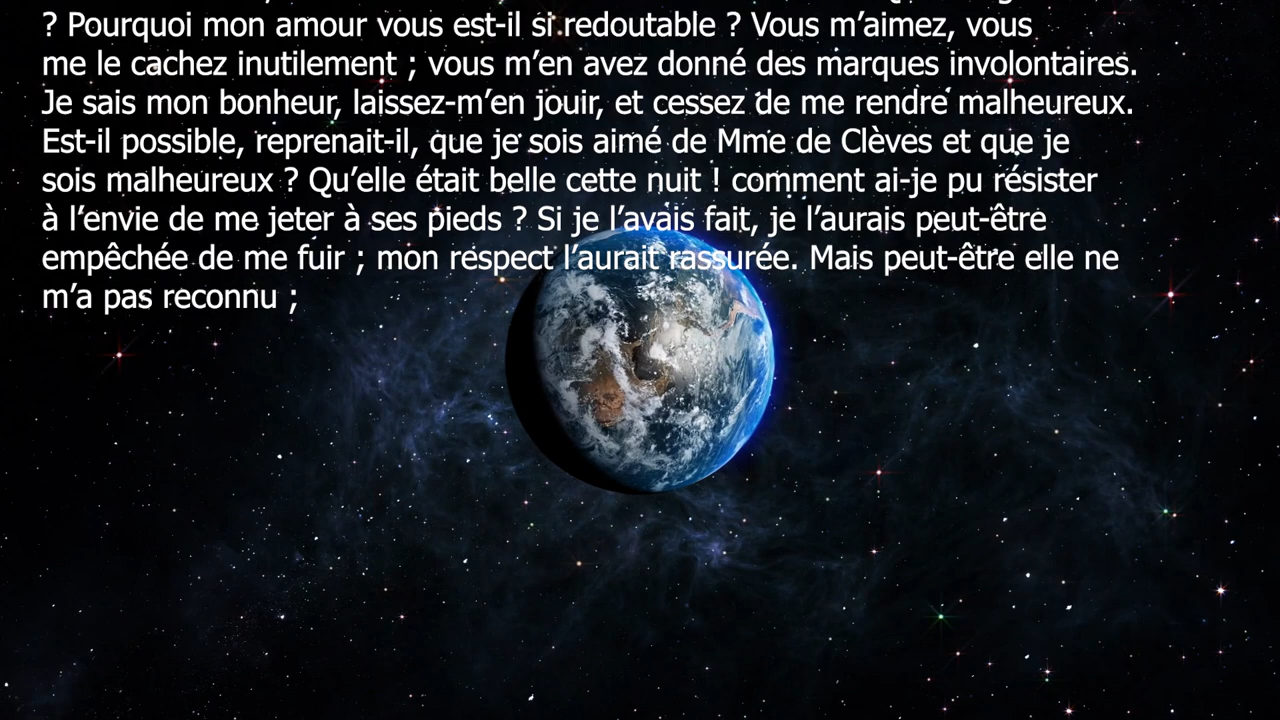 ? Pourquoi mon amour vous est-il si redoutable ? Vous m’aimez, vous
me le cachez inutilement ; vous m’en avez donné des marques involontaires.
Je sais mon bonheur, laissez-m’en jouir, et cessez de me rendre malheureux.
Est-il possible, reprenait-il, que je sois aimé de Mme de Clèves et que je
sois malheureux ? Qu’elle était belle cette nuit ! comment ai-je pu résister
à l’envie de me jeter à ses pieds ? Si je l’avais fait, je l’aurais peut-être
empêchée de me fuir ; mon respect l’aurait rassurée. Mais peut-être elle ne
m’a pas reconnu ;